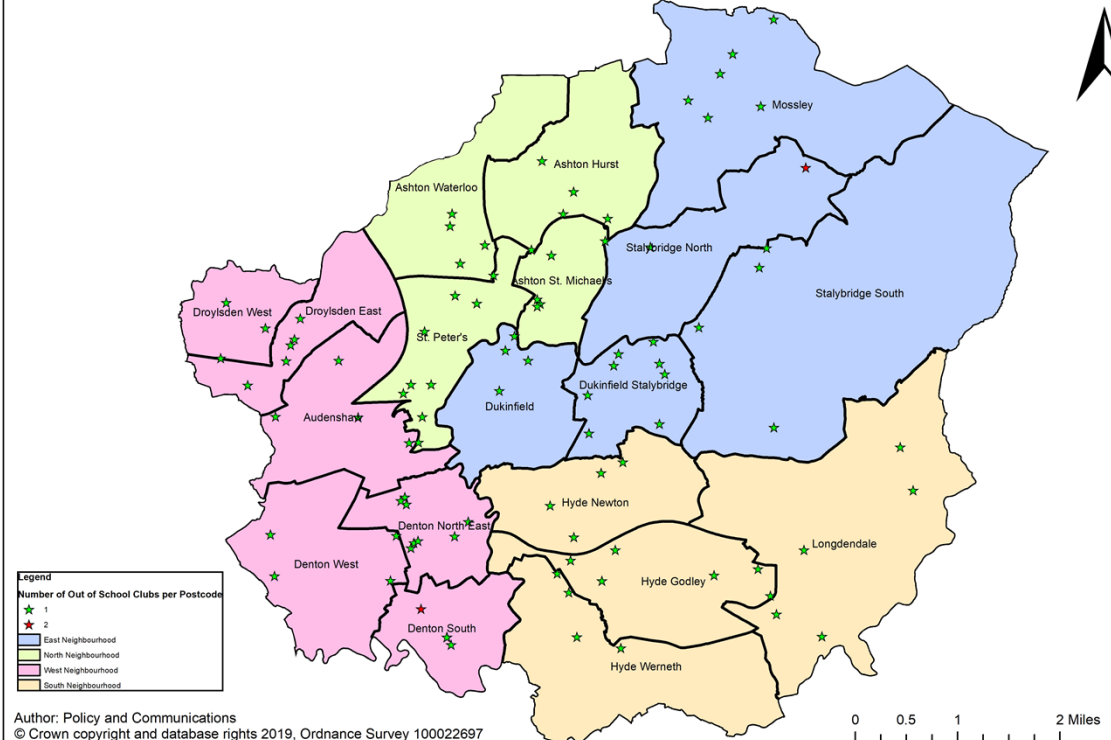 Mossley
Ashton Hurst
Ashton Waterloo
Stalybridge North
Ashton St. Michael's
Stalybridge South
Droylsden West
Droylsden East
St. Peter's
Dukinfield Stalybridge
Dukinfield
Audenshaw
Hyde Newton
Denton North East
Longdendale
Denton West
Hyde Godley
Denton South
Hyde Werneth
Legend
Number of Out of School Clubs per Postcode
1
2
East Neighbourhood
North Neighbourhood
West Neighbourhood
South Neighbourhood
Author: Policy and Communications
© Crown copyright and database rights 2019, Ordnance Survey 100022697
0 0.5 1 2 Miles